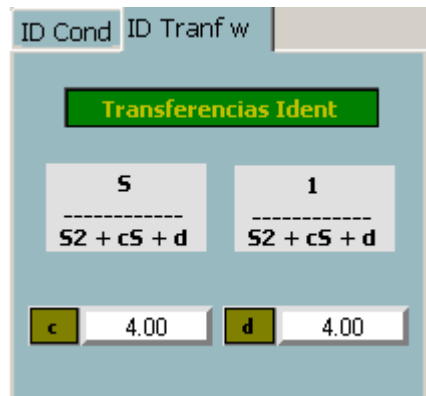 ID Cond ID Tranf w
Transferencias Ident
S 1
------------ ------------
S2 + cS + d S2 + cS + d
c 4.00 d 4.00